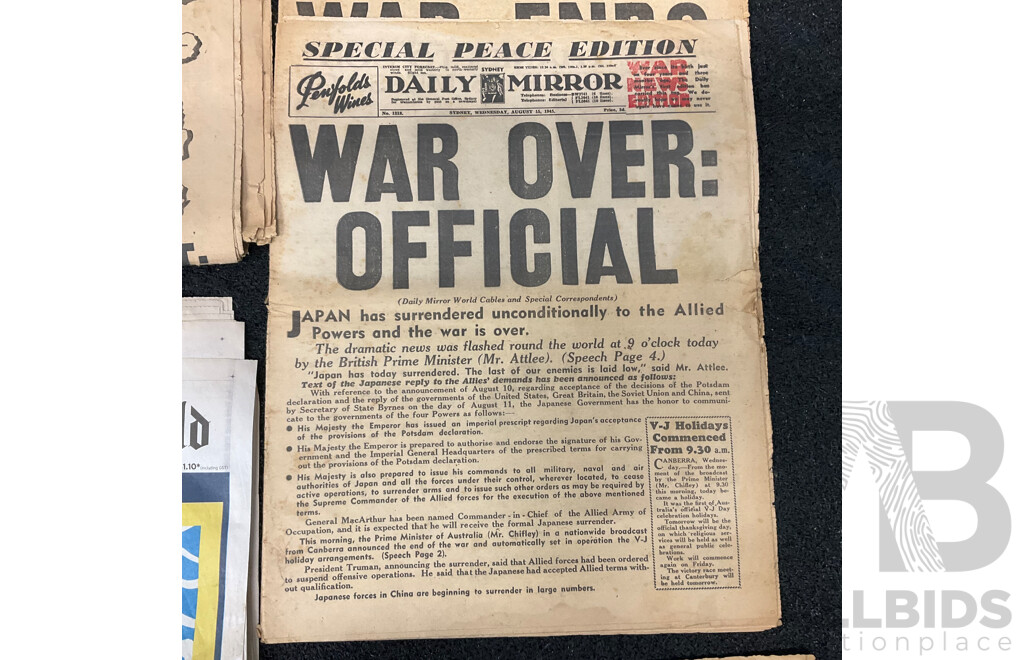 WAR ENDS
SPECIAL PEACE EDITION
Penfolds
Wines
DAILY MIRROR
SYDNEY
No. 1318.
SYDNEY, WEDNESDAY, AUGUST 15, 1945.
Price, 2d.
WAR OVER:
OFFICIAL
(Daily Mirror World Cables and Special Correspondents)
JAPAN has surrendered unconditionally to the Allied
Powers and the war is over.
The dramatic news was flashed round the world at 9 o'clock today
by the British Prime Minister (Mr. Attlee). (Speech Page 4.)
"Japan has today surrendered. The last of our enemies is laid low," said Mr. Attlee.
Text of the Japanese reply to the Allies' demands has been announced as follows:
With reference to the announcement of August 10, regarding acceptance of the decisions of the Potsdam
declaration and the reply of the governments of the United States, Great Britain, the Soviet Union and China, sent
by Secretary of State Byrnes on the day of August 11, the Japanese Government has the honor to communi-
cate to the governments of the four Powers as follows:—
● His Majesty the Emperor has issued an imperial prescript regarding Japan's acceptance
of the provisions of the Potsdam declaration.
● His Majesty the Emperor is prepared to authorise and endorse the signature of his Gov-
ernment and the Imperial General Headquarters of the prescribed terms for carrying
out the provisions of the Potsdam declaration.
● His Majesty is also prepared to issue his commands to all military, naval and air
authorities of Japan and all the forces under their control, wherever located, to cease
active operations, to surrender arms and to issue such other orders as may be required by
the Supreme Commander of the Allied forces for the execution of the above mentioned
terms.
General MacArthur has been named Commander-in-Chief of the Allied Army of
Occupation, and it is expected that he will receive the formal Japanese surrender.
This morning, the Prime Minister of Australia (Mr. Chifley) in a nationwide broadcast
from Canberra announced the end of the war and automatically set in operation the V-J
holiday arrangements. (Speech Page 2).
President Truman, announcing the surrender, said that Allied forces had been ordered
to suspend offensive operations. He said that the Japanese had accepted Allied terms with-
out qualification.
Japanese forces in China are beginning to surrender in large numbers.
V-J Holidays
Commenced
From 9.30 a.m.
CANBERRA, Wednes-
day.—From the mo-
ment of the broadcast
by the Prime Minister
(Mr. Chifley) at 9.30
this morning, today be-
came a holiday.
It was the first of Aus-
tralia's official V-J Day
celebration holidays.
Tomorrow will be the
official thanksgiving day,
on which religious ser-
vices will be held as well
as general public cele-
brations.
Work will commence
again on Friday.
The victory race meet-
ing at Canterbury will
be held tomorrow.
ld
1.10*
B
LLBIDS
tionplace